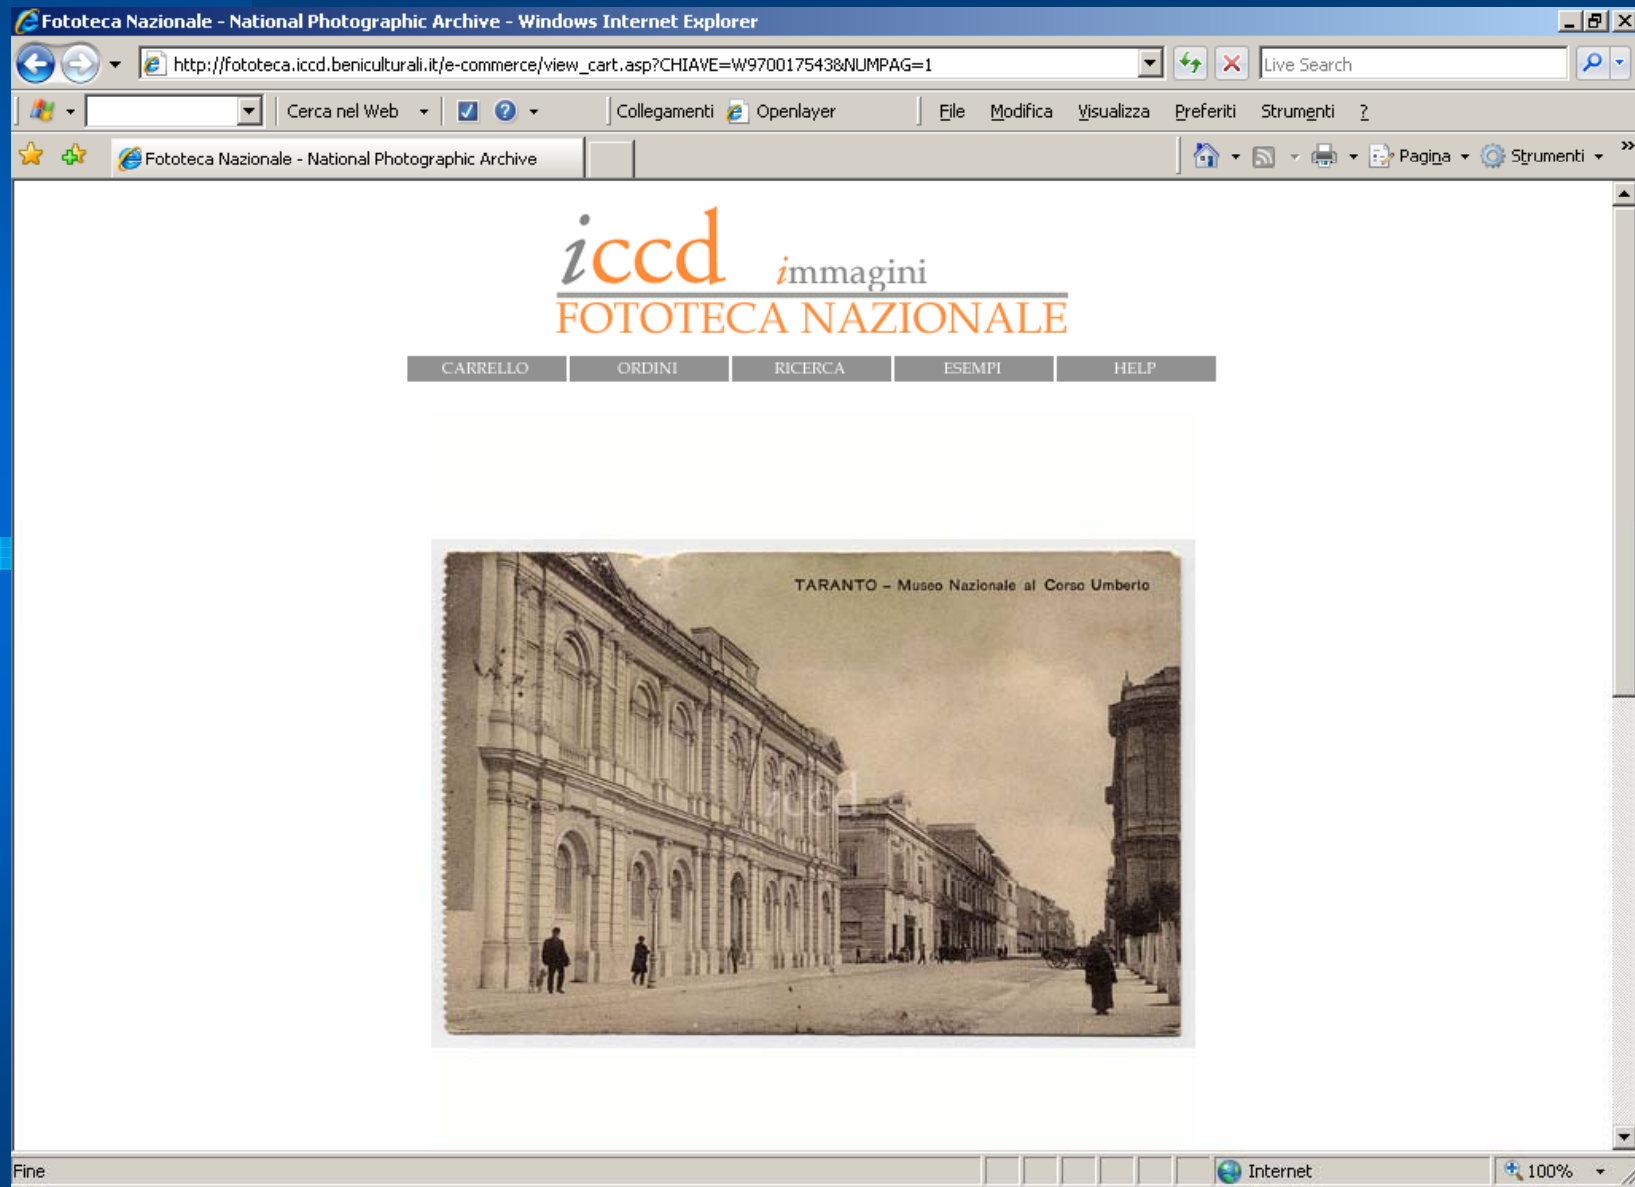 Fototeca Nazionale - National Photographic Archive - Windows Internet Explorer
http://fototeca.iccd.beniculturali.it/e-commerce/view_cart.asp?CHIAVE=W970017543&NUMPAG=1
Live Search
Cerca nel Web
Collegamenti Openlayer
File Modifica Visualizza Preferiti Strumenti ?
Fototeca Nazionale - National Photographic Archive
Pagina Strumenti »
iccd immagini
FOTOTECA NAZIONALE
CARRELLO ORDINI RICERCA ESEMPI HELP
TARANTO - Museo Nazionale al Corso Umberto
iccd
Fine Internet 100%